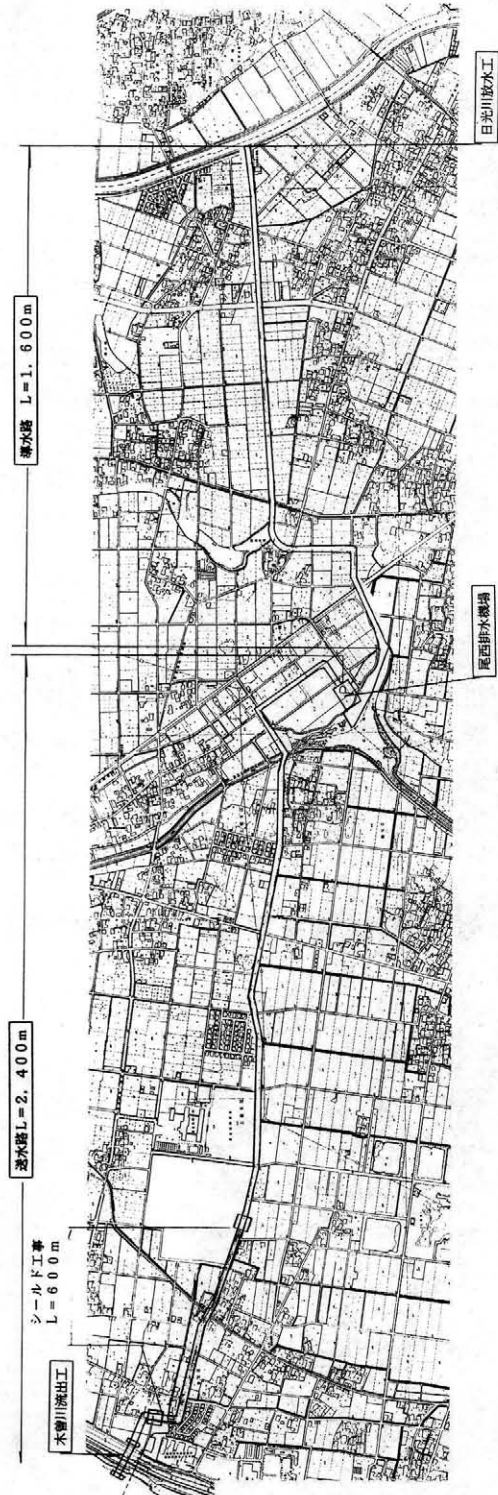 日光川放水工
導水路 L=1,600m
尾西排水機場
送水路L=2,400m
シールド工事
L=600m
木曽川流出工